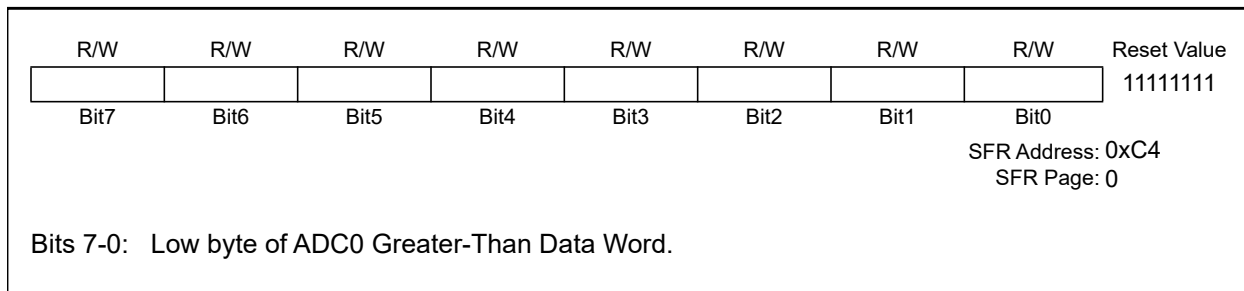 R/W R/W R/W R/W R/W R/W R/W R/W Reset Value
11111111
Bit7 Bit6 Bit5 Bit4 Bit3 Bit2 Bit1 Bit0
SFR Address: 0xC4
SFR Page: 0
Bits 7-0: Low byte of ADC0 Greater-Than Data Word.